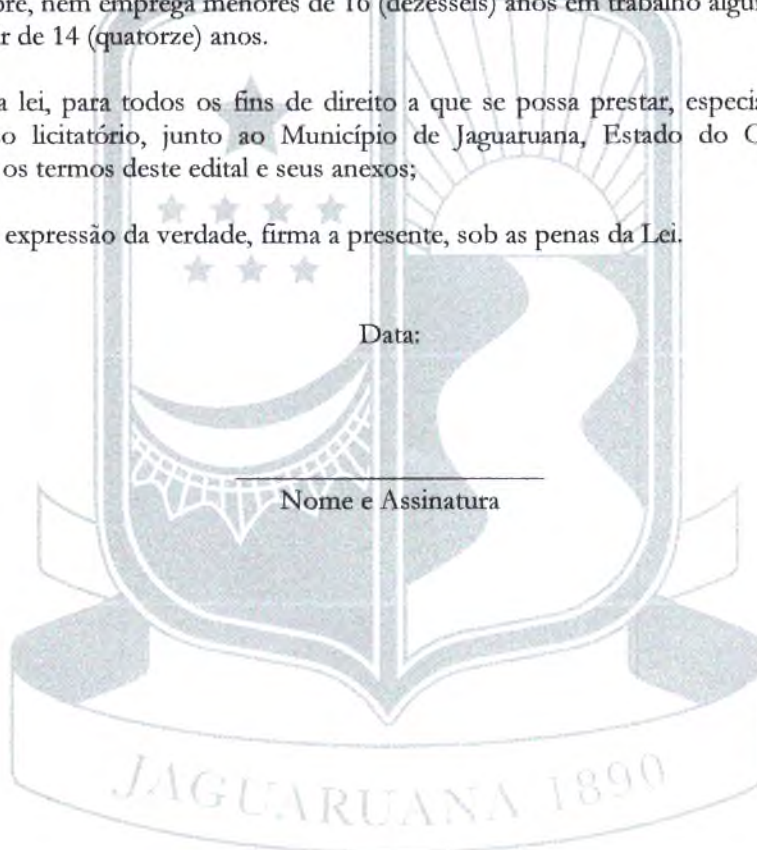 bre, nem emprega menores de 16 (dezesseis) anos em trabalho algu
r de 14 (quatorze) anos.
a lei, para todos os fins de direito a que se possa prestar, especia
o licitatório, junto ao Município de Jaguaruana, Estado do C
os termos deste edital e seus anexos;
expressão da verdade, firma a presente, sob as penas da Lei.
Data:
Nome e Assinatura
JAGUARUANA 1890